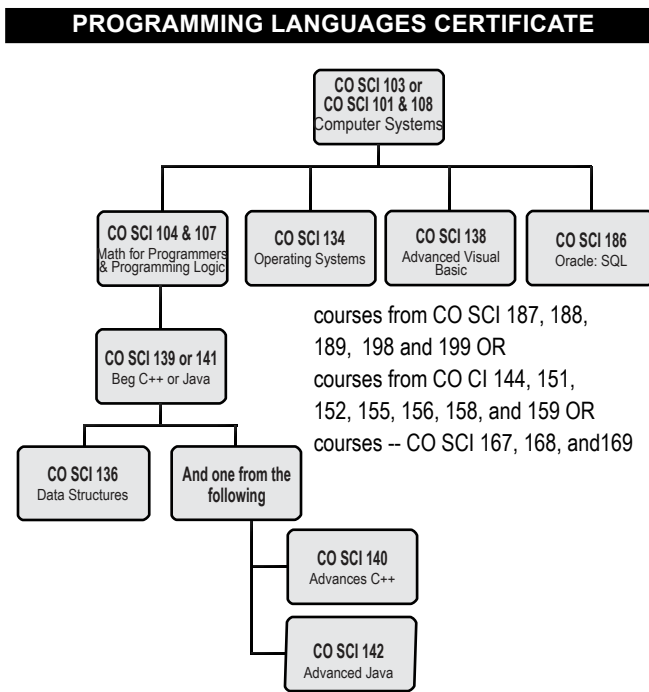 PROGRAMMING LANGUAGES CERTIFICATE
CO SCI 103 or
CO SCI 101 & 108
Computer Systems
CO SCI 104 & 107
Math for Programmers
& Programming Logic
CO SCI 134
Operating Systems
CO SCI 138
Advanced Visual
Basic
CO SCI 186
Oracle: SQL
courses from CO SCI 187, 188,
189, 198 and 199 OR
courses from CO CI 144, 151,
152, 155, 156, 158, and 159 OR
courses -- CO SCI 167, 168, and169
CO SCI 139 or 141
Beg C++ or Java
CO SCI 136
Data Structures
And one from the
following
CO SCI 140
Advances C++
CO SCI 142
Advanced Java